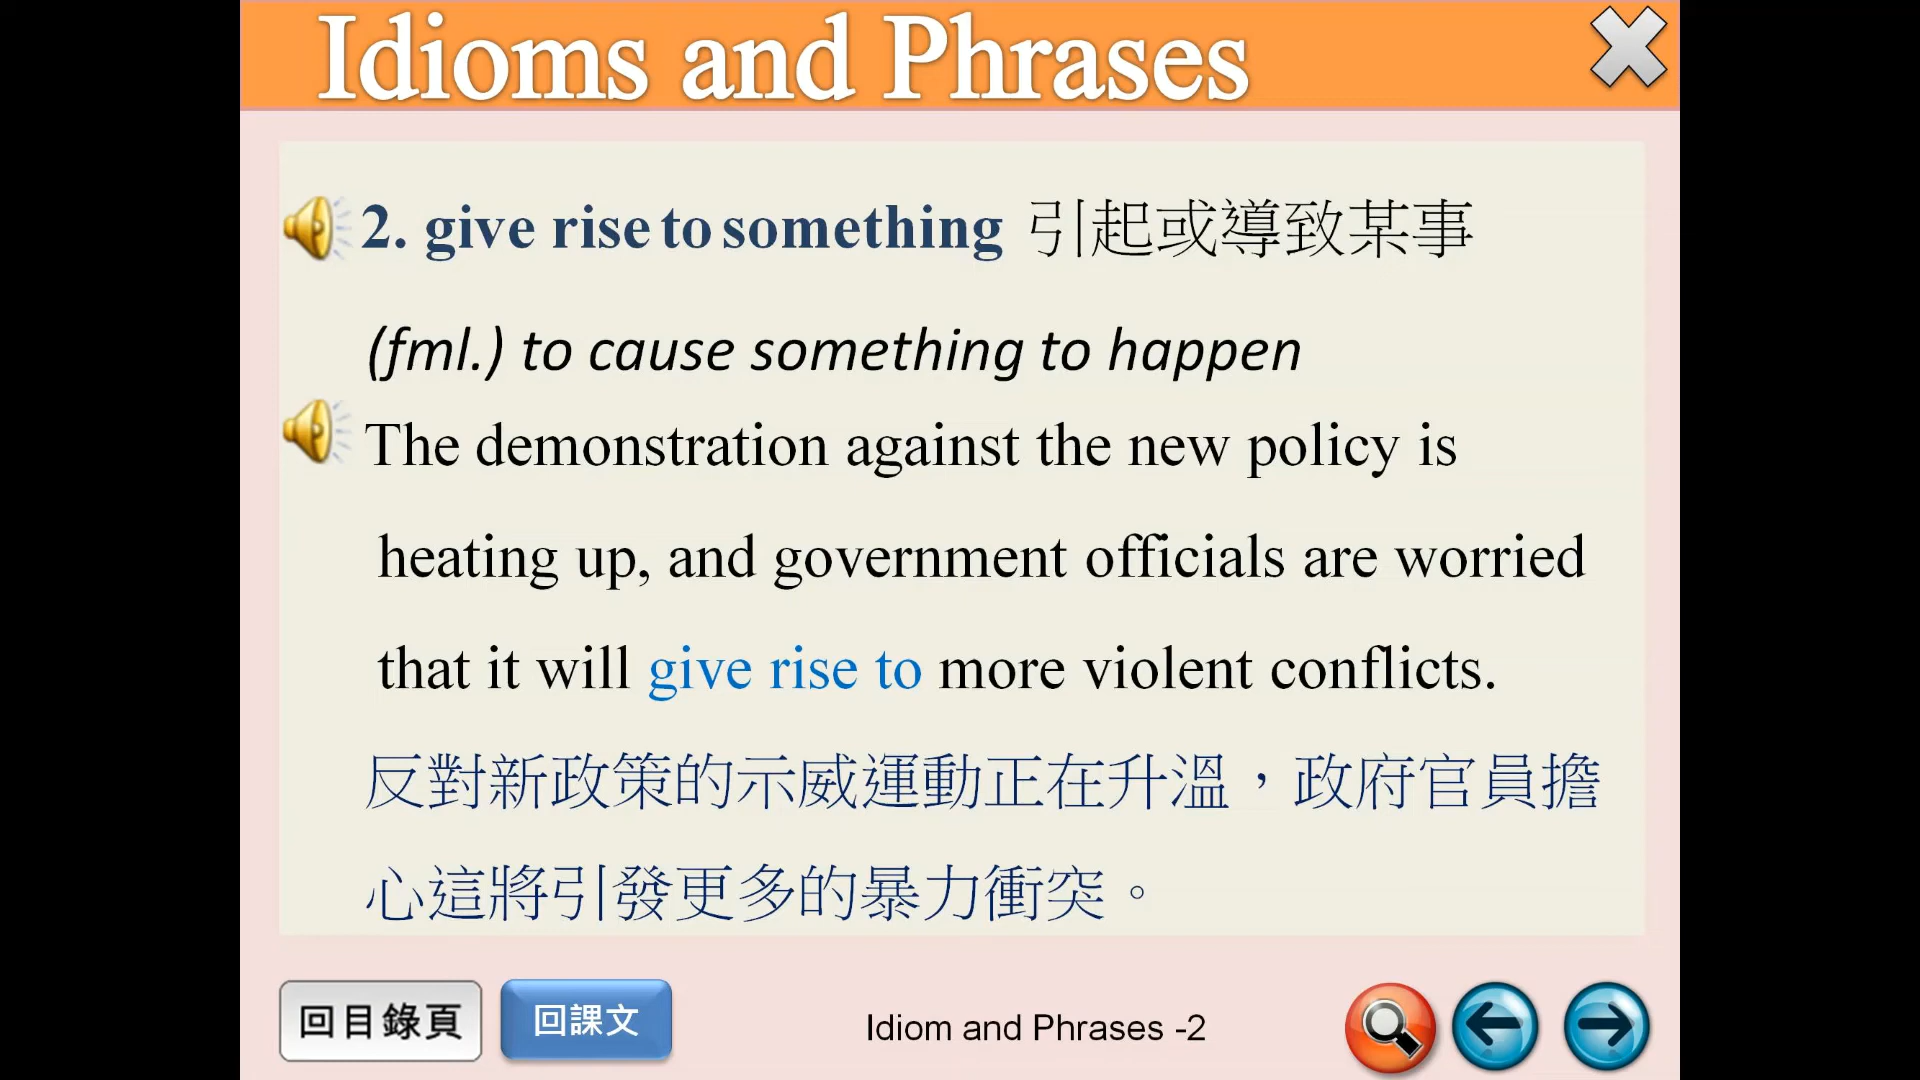 Idioms and Phrases
2. give rise to something 引起或導致某事
(fml.) to cause something to happen
The demonstration against the new policy is
heating up, and government officials are worried
that it will give rise to more violent conflicts.
反對新政策的示威運動正在升溫，政府官員擔
心這將引發更多的暴力衝突。
回目錄頁 回課文 Idiom and Phrases -2